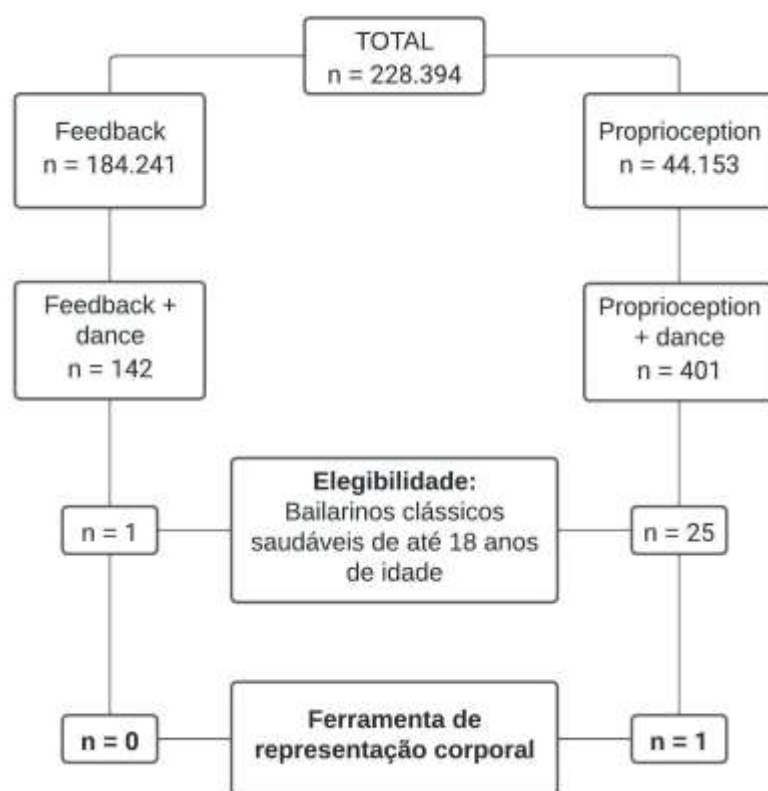 TOTAL
n = 228.394
Feedback
n = 184.241
Proprioception
n = 44.153
Feedback +
dance
n = 142
Proprioception
+ dance
n = 401
n = 1
Elegibilidade:
Bailarinos clássicos
saudáveis de até 18 anos
de idade
n = 25
n = 0
Ferramenta de
representação corporal
n = 1